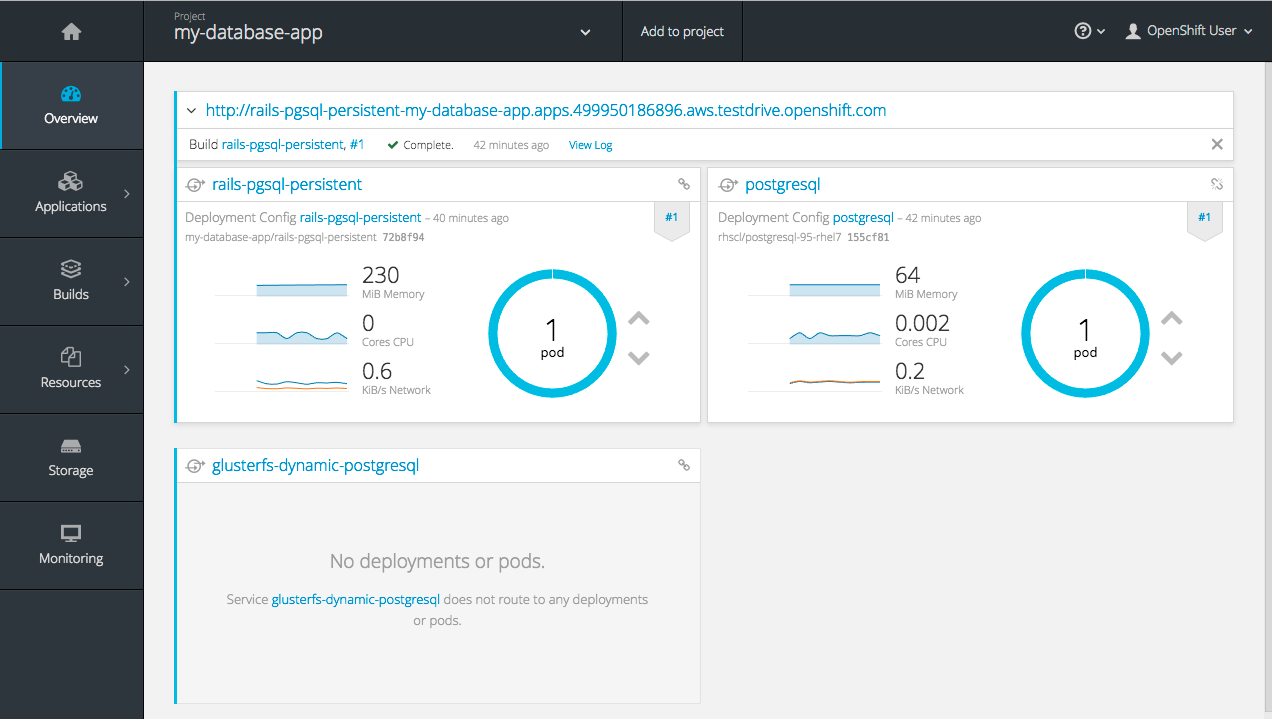 Project
my-database-app
Add to project
OpenShift User
Overview
Applications
Builds
Resources
Storage
Monitoring
http://rails-pgsql-persistent-my-database-app.apps.499950186896.aws.testdrive.openshift.com
Build rails-pgsql-persistent, #1 Complete. 42 minutes ago View Log
rails-pgsql-persistent
Deployment Config rails-pgsql-persistent – 40 minutes ago
#1
my-database-app/rails-pgsql-persistent 72b8f94
230
MiB Memory
0
Cores CPU
0.6
KiB/s Network
1
pod
postgresql
Deployment Config postgresql – 42 minutes ago
#1
rhscl/postgresql-95-rhel7 155cf81
64
MiB Memory
0.002
Cores CPU
0.2
KiB/s Network
1
pod
glusterfs-dynamic-postgresql
No deployments or pods.
Service glusterfs-dynamic-postgresql does not route to any deployments
or pods.